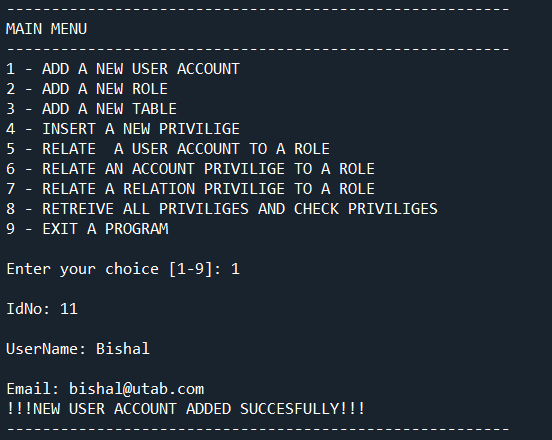 --------------------------------------------------------
MAIN MENU
--------------------------------------------------------
1 - ADD A NEW USER ACCOUNT
2 - ADD A NEW ROLE
3 - ADD A NEW TABLE
4 - INSERT A NEW PRIVILIGE
5 - RELATE  A USER ACCOUNT TO A ROLE
6 - RELATE AN ACCOUNT PRIVILIGE TO A ROLE
7 - RELATE A RELATION PRIVILIGE TO A ROLE
8 - RETREIVE ALL PRIVILIGES AND CHECK PRIVILIGES
9 - EXIT A PROGRAM
Enter your choice [1-9]: 1
IdNo: 11
UserName: Bishal
Email: bishal@utab.com
!!!NEW USER ACCOUNT ADDED SUCCESFULLY!!!
--------------------------------------------------------